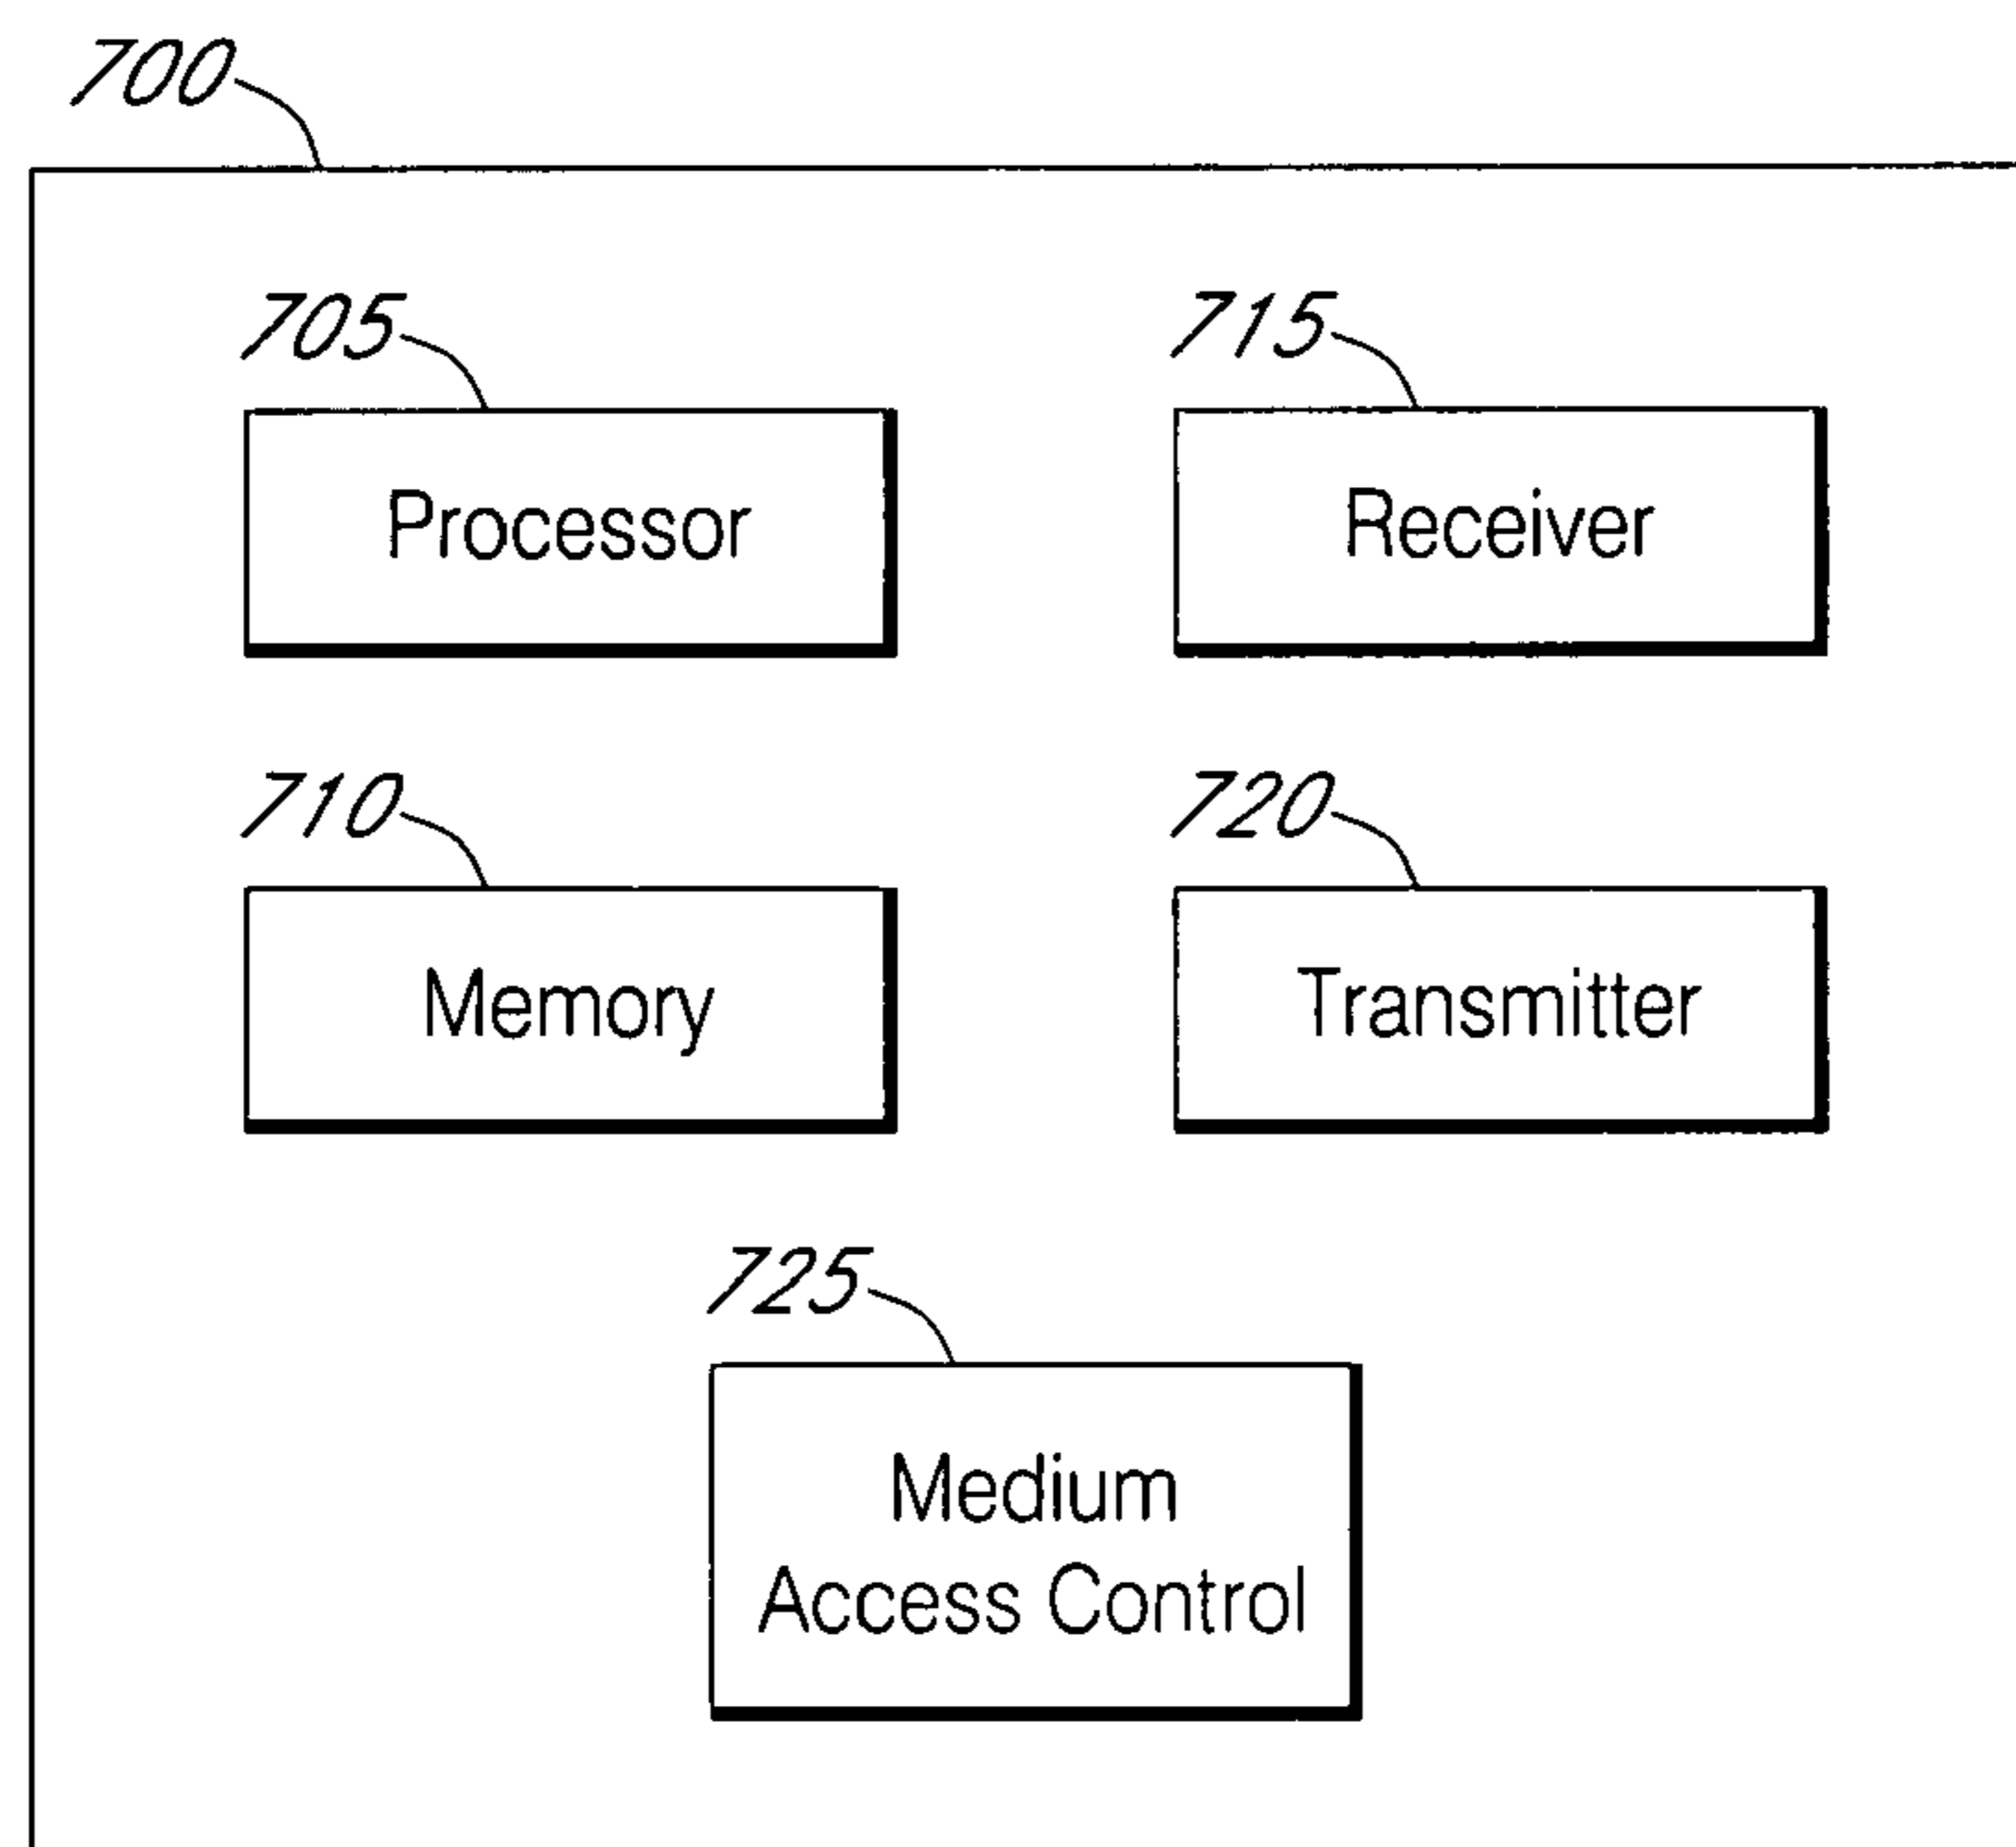 700
705
Processor
715
Receiver
710
Memory
720
Transmitter
725
Medium
Access Control